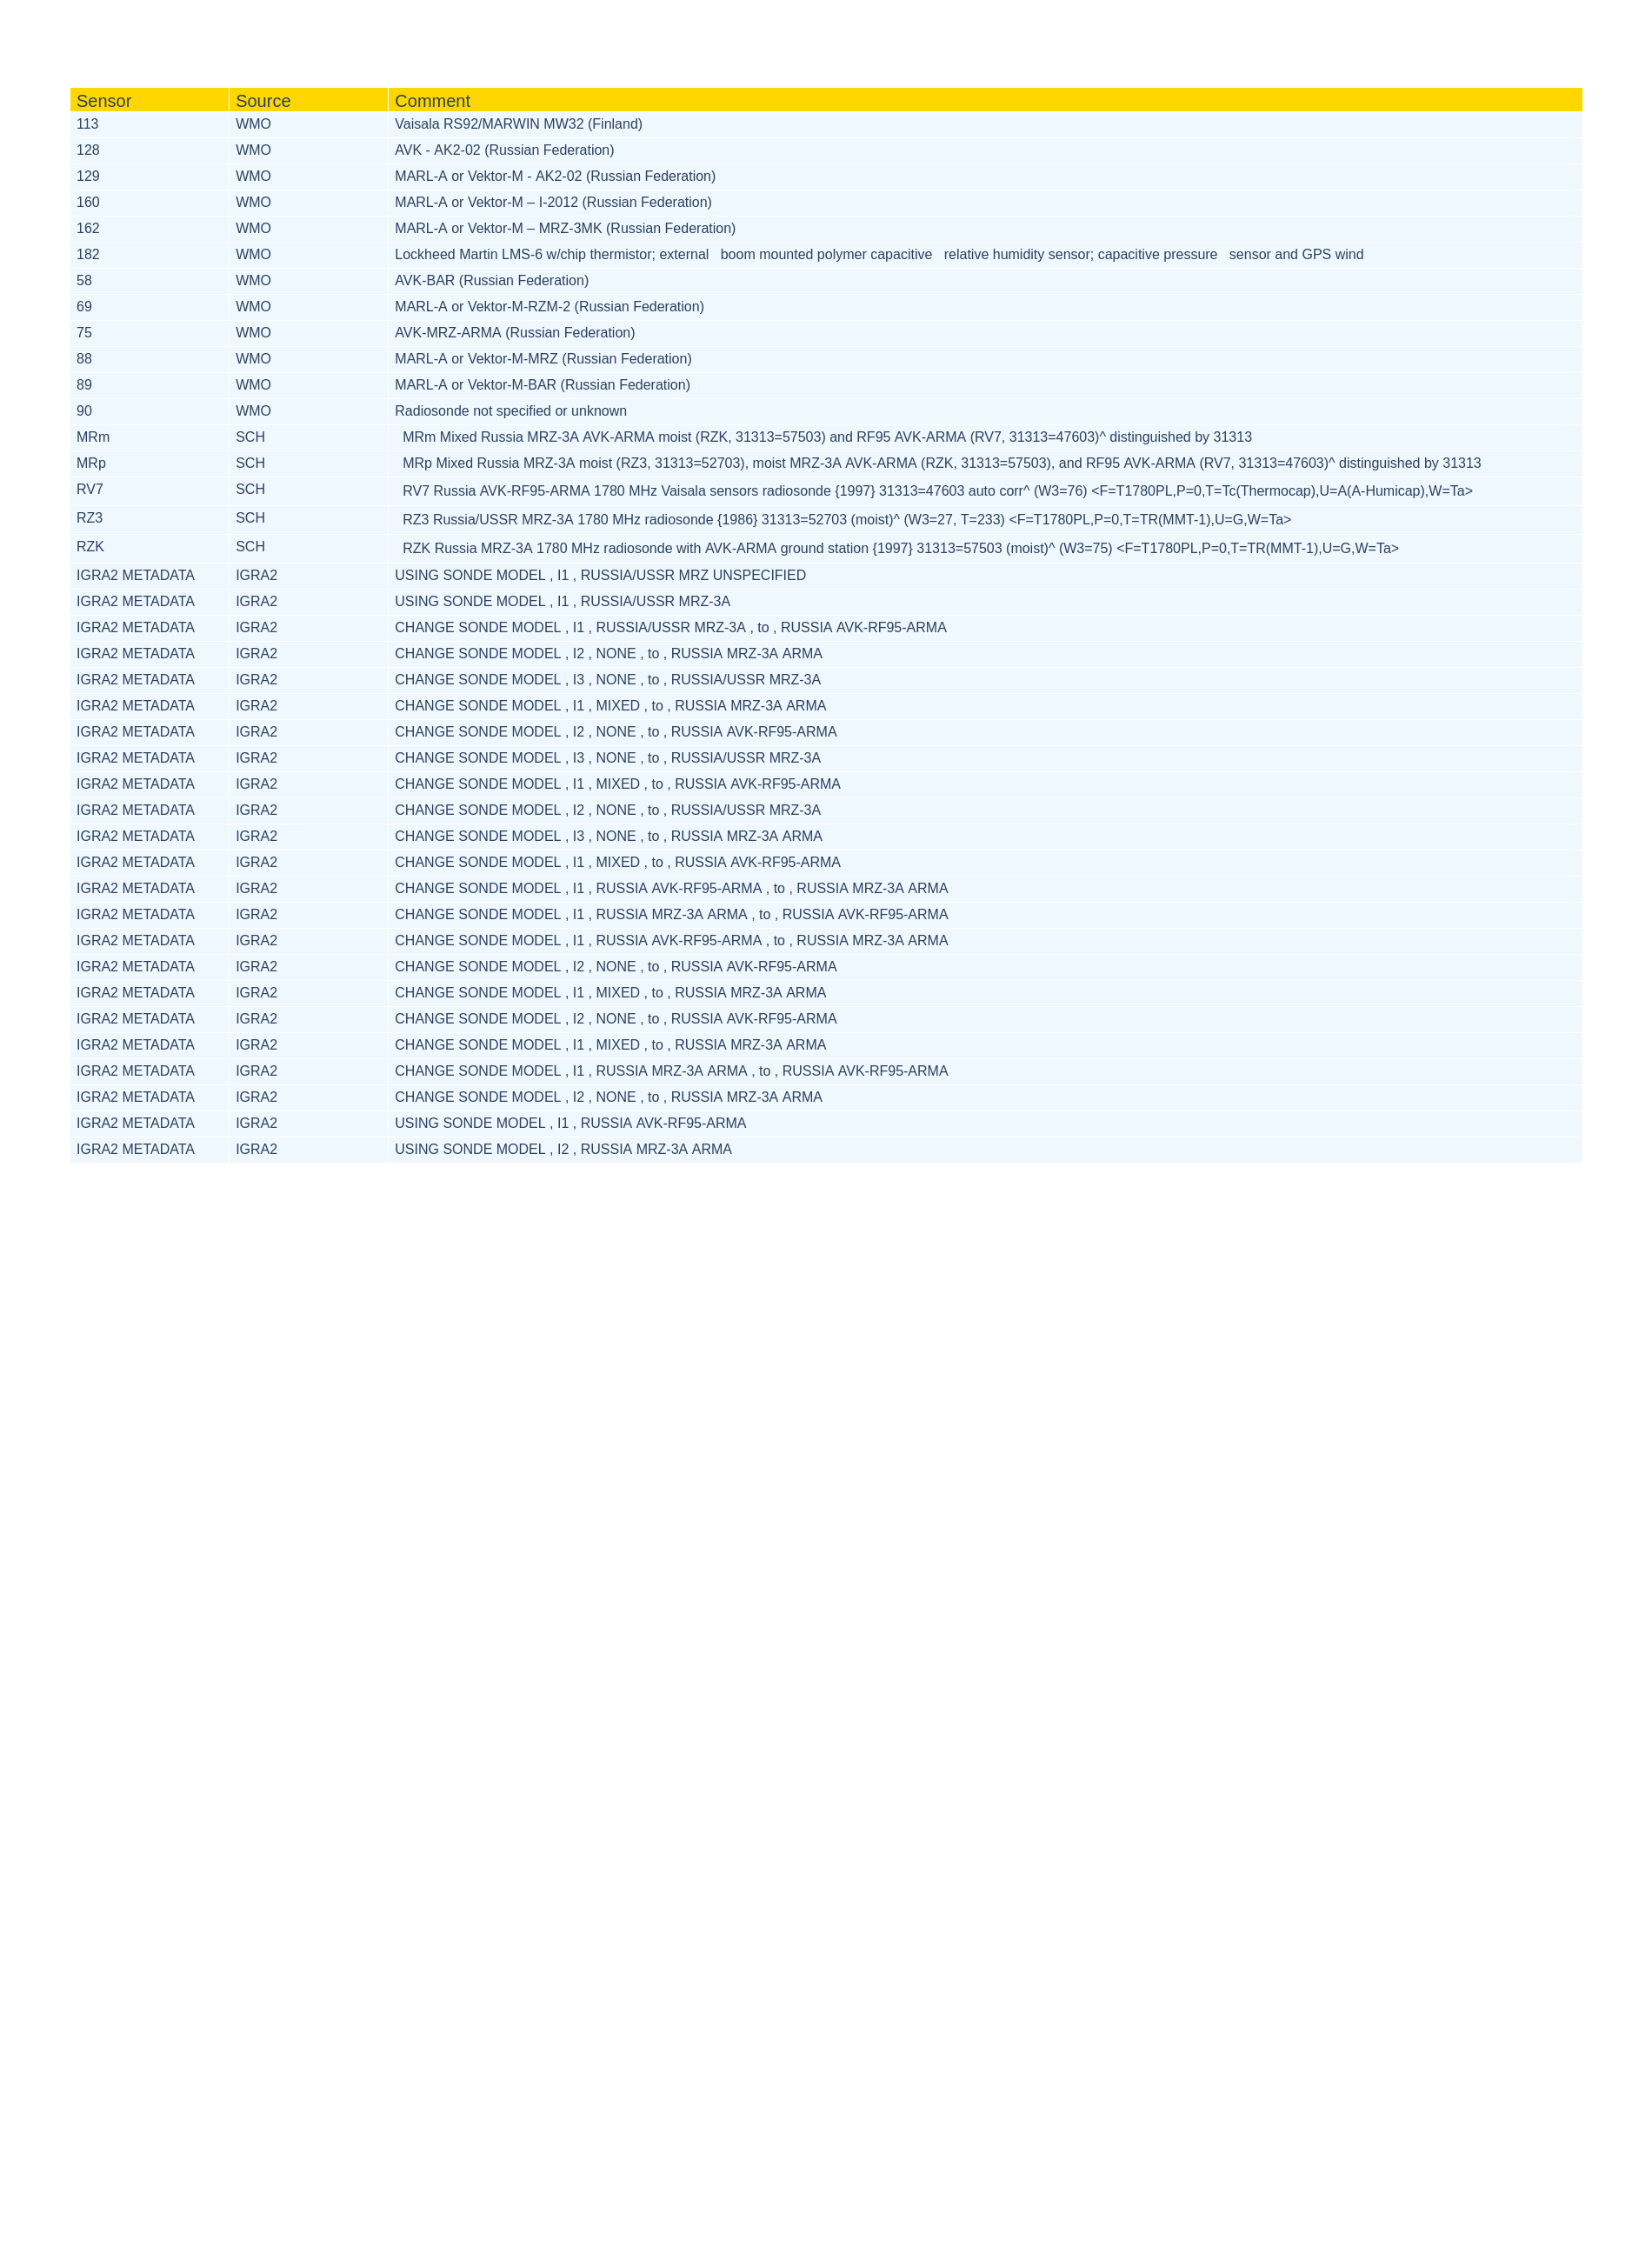 Sensor Source Comment
113 WMO Vaisala RS92/MARWIN MW32 (Finland)
128 WMO AVK - AK2-02 (Russian Federation)
129 WMO MARL-A or Vektor-M - AK2-02 (Russian Federation)
160 WMO MARL-A or Vektor-M – I-2012 (Russian Federation)
162 WMO MARL-A or Vektor-M – MRZ-3MK (Russian Federation)
182 WMO Lockheed Martin LMS-6 w/chip thermistor; external boom mounted polymer capacitive relative humidity sensor; capacitive pressure sensor and GPS wind
58 WMO AVK-BAR (Russian Federation)
69 WMO MARL-A or Vektor-M-RZM-2 (Russian Federation)
75 WMO AVK-MRZ-ARMA (Russian Federation)
88 WMO MARL-A or Vektor-M-MRZ (Russian Federation)
89 WMO MARL-A or Vektor-M-BAR (Russian Federation)
90 WMO Radiosonde not specified or unknown
MRm SCH MRm Mixed Russia MRZ-3A AVK-ARMA moist (RZK, 31313=57503) and RF95 AVK-ARMA (RV7, 31313=47603)^ distinguished by 31313
MRp SCH MRp Mixed Russia MRZ-3A moist (RZ3, 31313=52703), moist MRZ-3A AVK-ARMA (RZK, 31313=57503), and RF95 AVK-ARMA (RV7, 31313=47603)^ distinguished by 31313
RV7 SCH RV7 Russia AVK-RF95-ARMA 1780 MHz Vaisala sensors radiosonde {1997} 31313=47603 auto corr^ (W3=76) <F=T1780PL,P=0,T=Tc(Thermocap),U=A(A-Humicap),W=Ta>
RZ3 SCH RZ3 Russia/USSR MRZ-3A 1780 MHz radiosonde {1986} 31313=52703 (moist)^ (W3=27, T=233) <F=T1780PL,P=0,T=TR(MMT-1),U=G,W=Ta>
RZK SCH RZK Russia MRZ-3A 1780 MHz radiosonde with AVK-ARMA ground station {1997} 31313=57503 (moist)^ (W3=75) <F=T1780PL,P=0,T=TR(MMT-1),U=G,W=Ta>
IGRA2 METADATA IGRA2 USING SONDE MODEL , I1 , RUSSIA/USSR MRZ UNSPECIFIED
IGRA2 METADATA IGRA2 USING SONDE MODEL , I1 , RUSSIA/USSR MRZ-3A
IGRA2 METADATA IGRA2 CHANGE SONDE MODEL , I1 , RUSSIA/USSR MRZ-3A , to , RUSSIA AVK-RF95-ARMA
IGRA2 METADATA IGRA2 CHANGE SONDE MODEL , I2 , NONE , to , RUSSIA MRZ-3A ARMA
IGRA2 METADATA IGRA2 CHANGE SONDE MODEL , I3 , NONE , to , RUSSIA/USSR MRZ-3A
IGRA2 METADATA IGRA2 CHANGE SONDE MODEL , I1 , MIXED , to , RUSSIA MRZ-3A ARMA
IGRA2 METADATA IGRA2 CHANGE SONDE MODEL , I2 , NONE , to , RUSSIA AVK-RF95-ARMA
IGRA2 METADATA IGRA2 CHANGE SONDE MODEL , I3 , NONE , to , RUSSIA/USSR MRZ-3A
IGRA2 METADATA IGRA2 CHANGE SONDE MODEL , I1 , MIXED , to , RUSSIA AVK-RF95-ARMA
IGRA2 METADATA IGRA2 CHANGE SONDE MODEL , I2 , NONE , to , RUSSIA/USSR MRZ-3A
IGRA2 METADATA IGRA2 CHANGE SONDE MODEL , I3 , NONE , to , RUSSIA MRZ-3A ARMA
IGRA2 METADATA IGRA2 CHANGE SONDE MODEL , I1 , MIXED , to , RUSSIA AVK-RF95-ARMA
IGRA2 METADATA IGRA2 CHANGE SONDE MODEL , I1 , RUSSIA AVK-RF95-ARMA , to , RUSSIA MRZ-3A ARMA
IGRA2 METADATA IGRA2 CHANGE SONDE MODEL , I1 , RUSSIA MRZ-3A ARMA , to , RUSSIA AVK-RF95-ARMA
IGRA2 METADATA IGRA2 CHANGE SONDE MODEL , I1 , RUSSIA AVK-RF95-ARMA , to , RUSSIA MRZ-3A ARMA
IGRA2 METADATA IGRA2 CHANGE SONDE MODEL , I2 , NONE , to , RUSSIA AVK-RF95-ARMA
IGRA2 METADATA IGRA2 CHANGE SONDE MODEL , I1 , MIXED , to , RUSSIA MRZ-3A ARMA
IGRA2 METADATA IGRA2 CHANGE SONDE MODEL , I2 , NONE , to , RUSSIA AVK-RF95-ARMA
IGRA2 METADATA IGRA2 CHANGE SONDE MODEL , I1 , MIXED , to , RUSSIA MRZ-3A ARMA
IGRA2 METADATA IGRA2 CHANGE SONDE MODEL , I1 , RUSSIA MRZ-3A ARMA , to , RUSSIA AVK-RF95-ARMA
IGRA2 METADATA IGRA2 CHANGE SONDE MODEL , I2 , NONE , to , RUSSIA MRZ-3A ARMA
IGRA2 METADATA IGRA2 USING SONDE MODEL , I1 , RUSSIA AVK-RF95-ARMA
IGRA2 METADATA IGRA2 USING SONDE MODEL , I2 , RUSSIA MRZ-3A ARMA